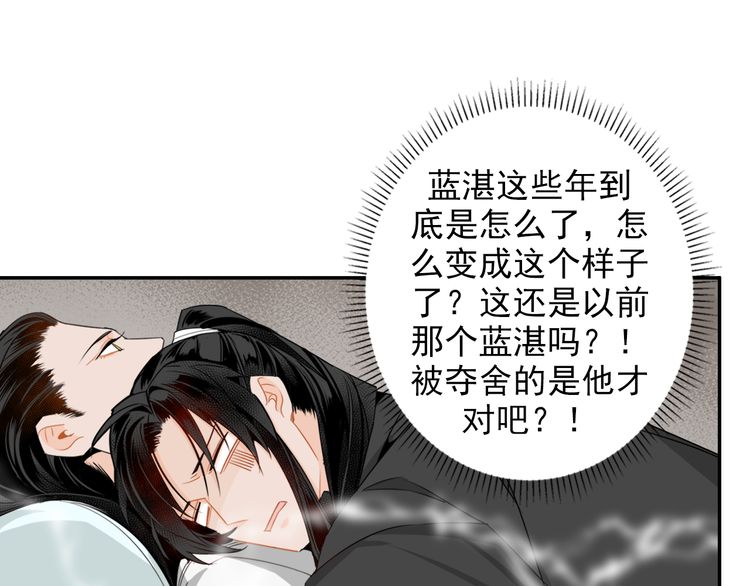 蓝湛这些年到
底是怎么了，怎
么变成这个样子
了？这还是以前
那个蓝湛吗？！
被夺舍的是他才
对吧？！